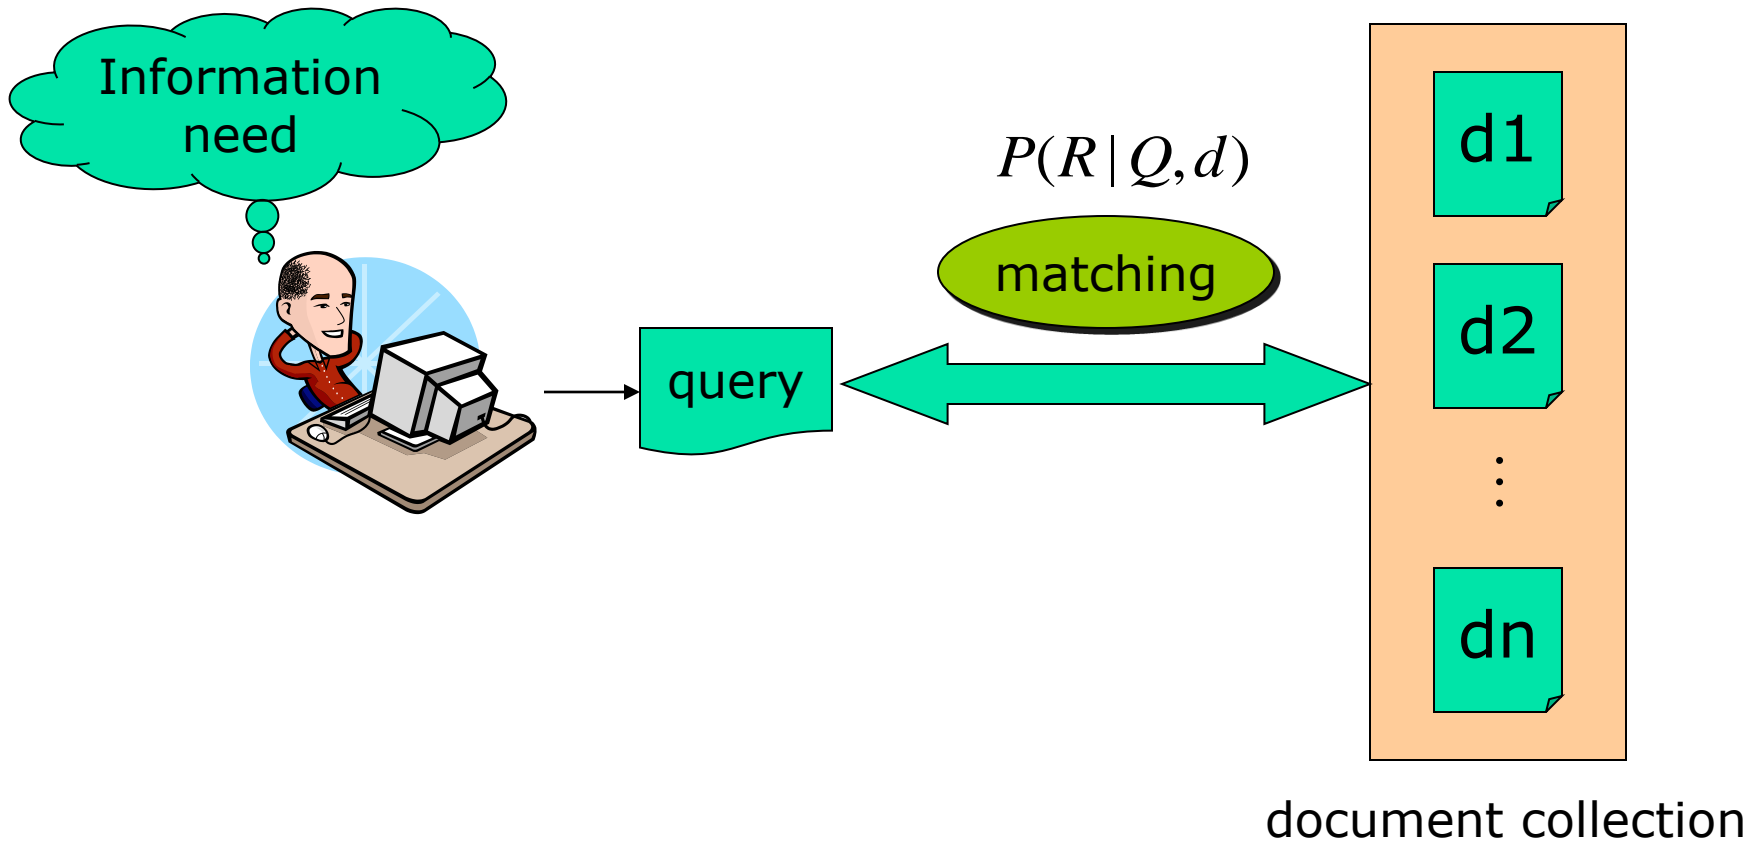 Information
need
P(R | Q, d)
matching
query
d1
d2
⋮
dn
document collection